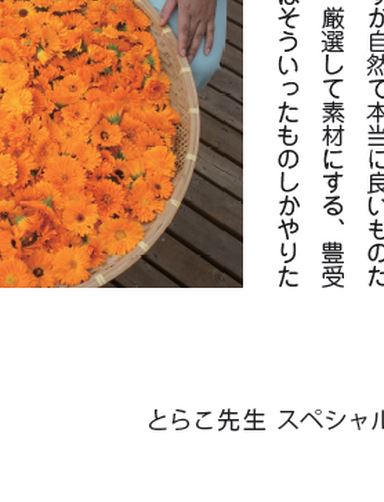 が自然で本当に良いものだ
厳選して素材にする、豊受
はそういったものしかやりた
とらこ先生 スペシャル